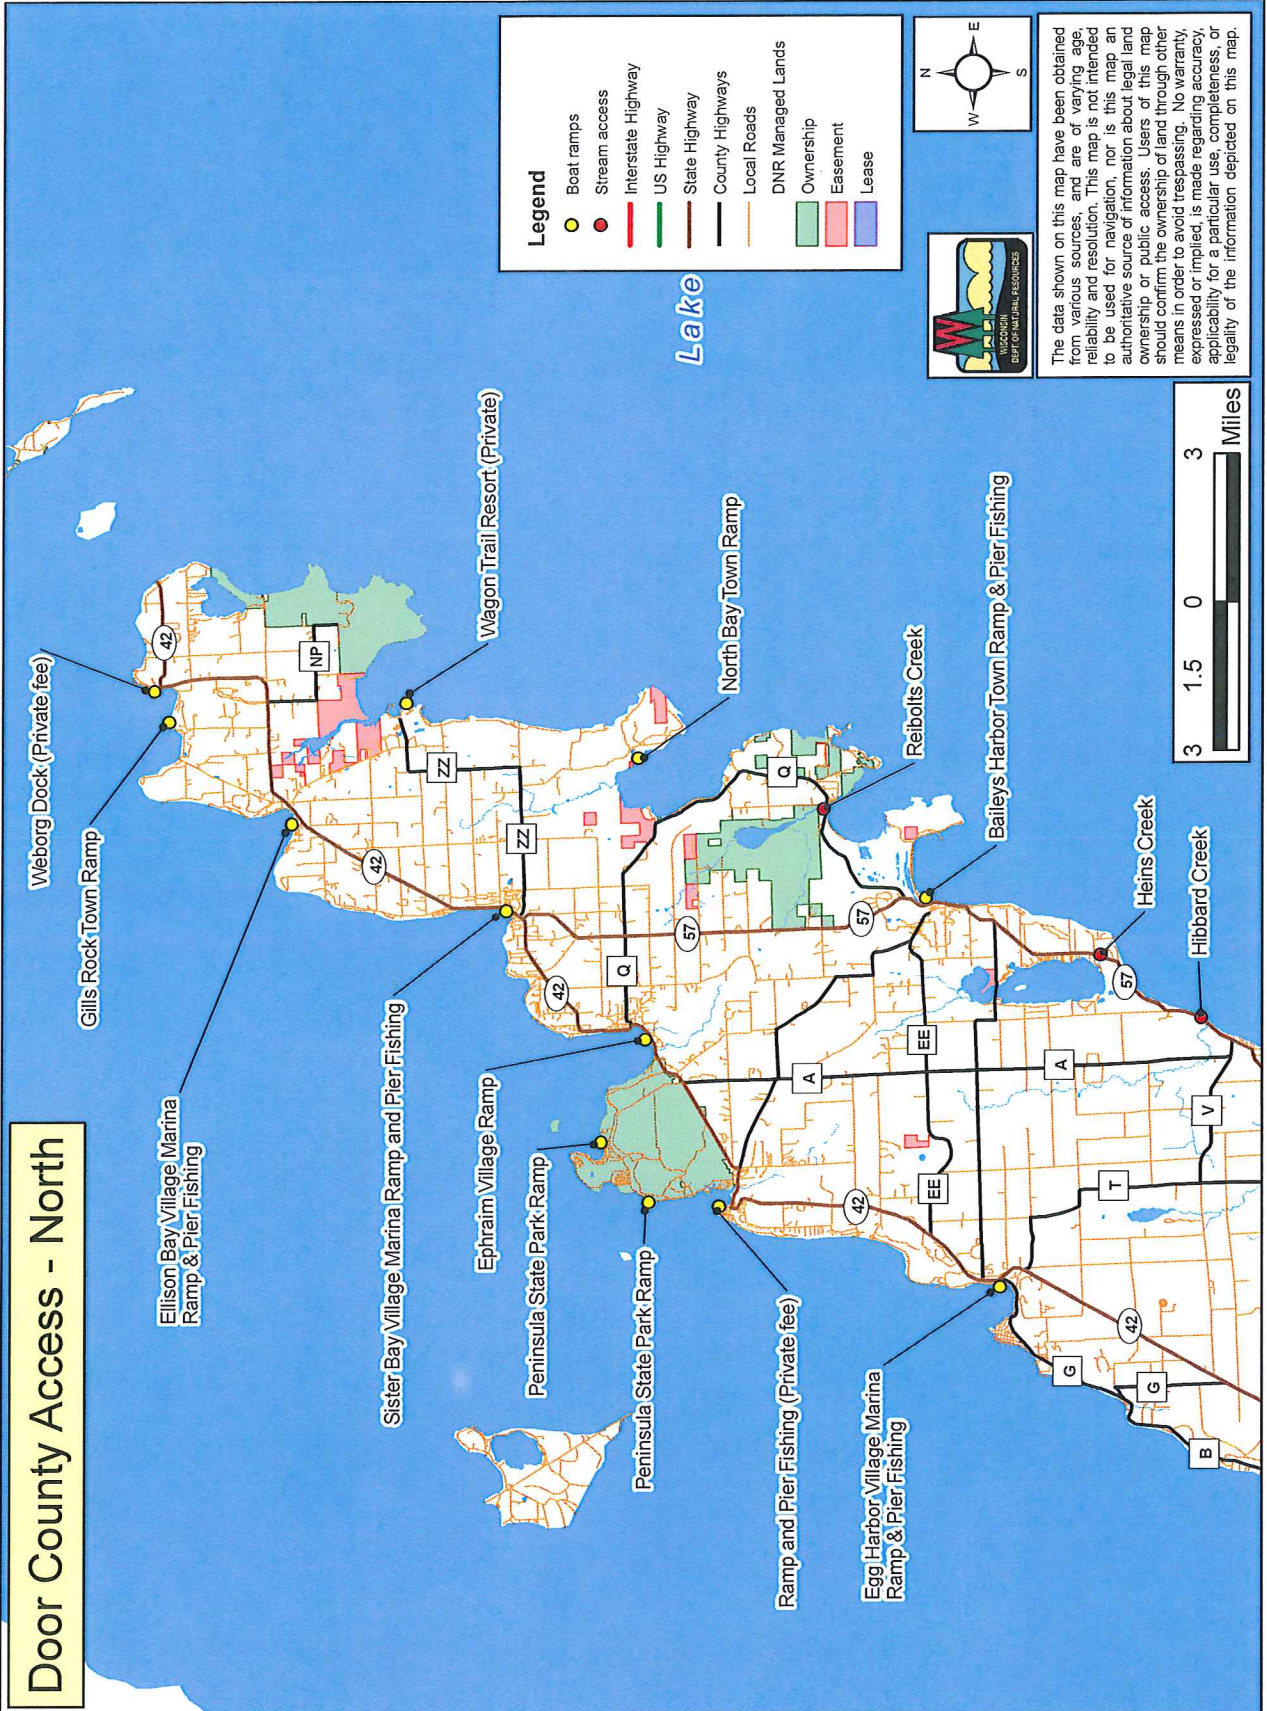 Door County Access - North
Weborg Dock (Private fee)
Gills Rock Town Ramp
Ellison Bay Village Marina
Ramp & Pier Fishing
Sister Bay Village Marina Ramp and Pier Fishing
Ephraim Village Ramp
Peninsula State Park Ramp
Peninsula State Park Ramp
Ramp and Pier Fishing (Private fee)
Egg Harbor Village Marina
Ramp & Pier Fishing
Wagon Trail Resort (Private)
North Bay Town Ramp
Reibolts Creek
Baileys Harbor Town Ramp & Pier Fishing
Heins Creek
Hibbard Creek
Lake
42
NP
ZZ
ZZ
42
42
Q
Q
57
57
A
EE
EE
A
42
57
V
T
42
G
G
B
Legend
Boat ramps
Stream access
Interstate Highway
US Highway
State Highway
County Highways
Local Roads
DNR Managed Lands
Ownership
Easement
Lease
N
W
E
S
WISCONSIN
DEPT. OF NATURAL RESOURCES
The data shown on this map have been obtained
from various sources, and are of varying age,
reliability and resolution. This map is not intended
to be used for navigation, nor is this map an
authoritative source of information about legal land
ownership or public access. Users of this map
should confirm the ownership of land through other
means in order to avoid trespassing. No warranty,
expressed or implied, is made regarding accuracy,
applicability for a particular use, completeness, or
legality of the information depicted on this map.
3 1.5 0 3
Miles